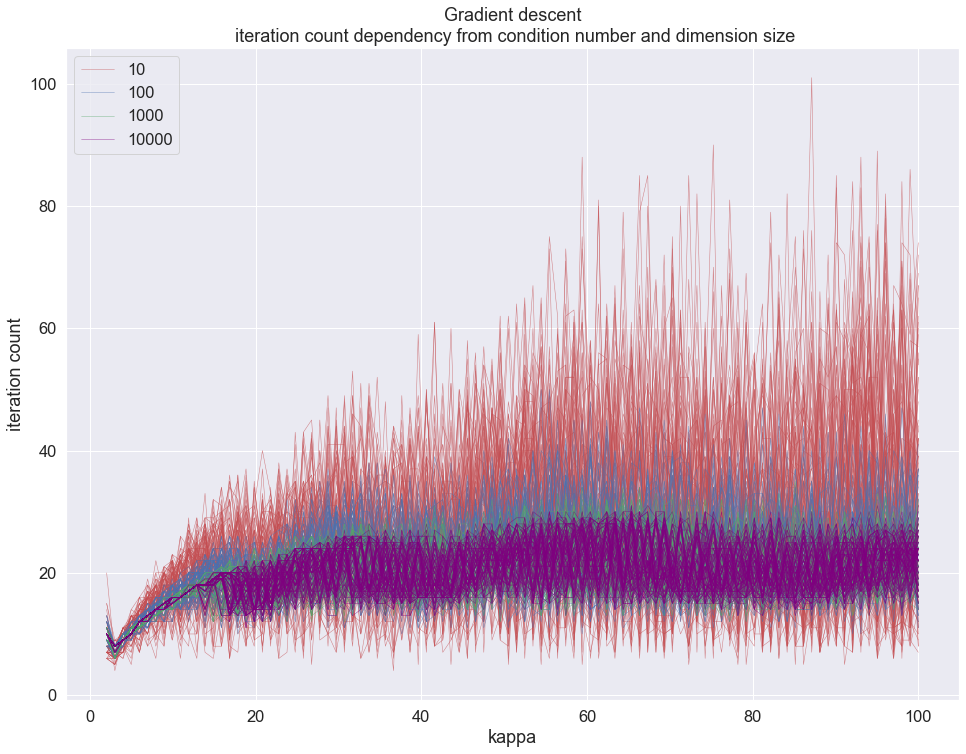 Gradient descent
iteration count dependency from condition number and dimension size
10
100
1000
10000
100
80
60
40
20
0
iteration count
0 20 40 60 80 100
kappa